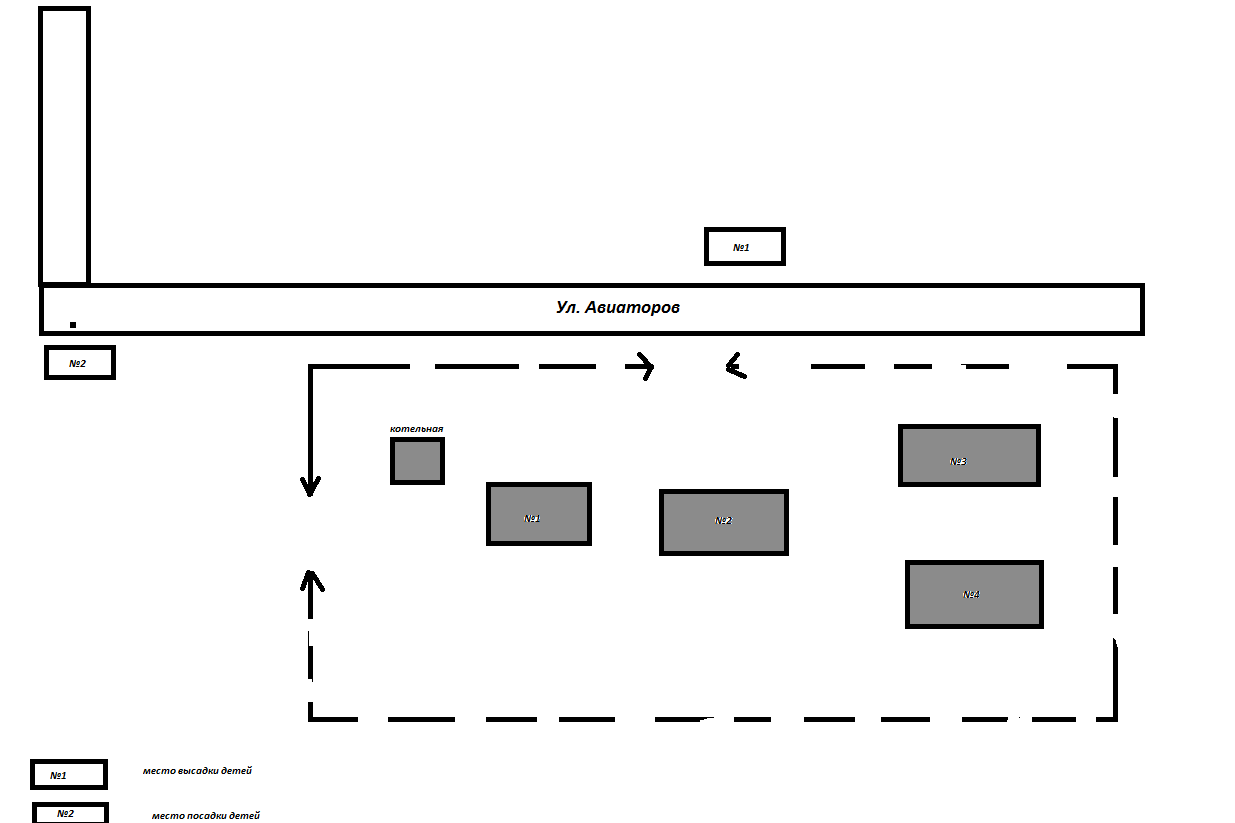 №1
Ул. Авиаторов
№2
котельная
№3
№1
№2
№4
№1 место высадки детей
№2 место посадки детей